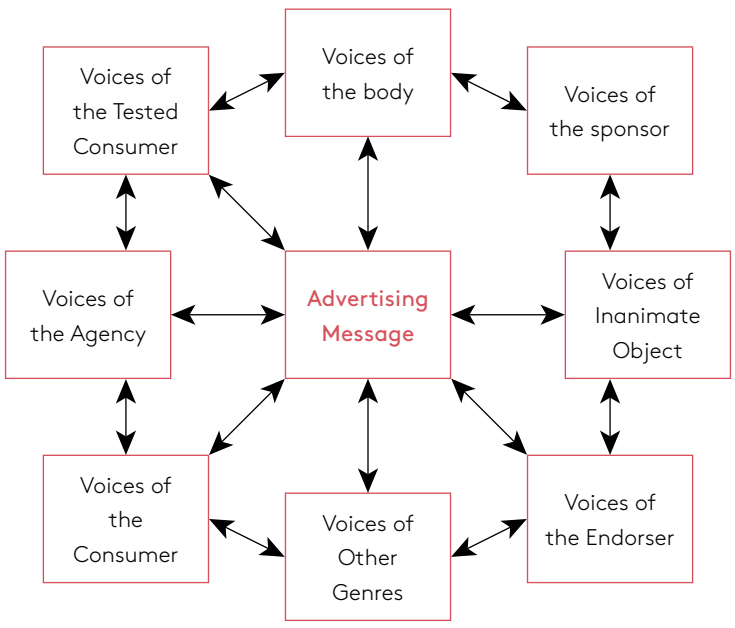 Voices of
the body
Voices of
the Tested
Consumer
Voices of
the sponsor
Voices of
the Agency
Advertising
Message
Voices of
Inanimate
Object
Voices of
the
Consumer
Voices of
Other
Genres
Voices of
the Endorser